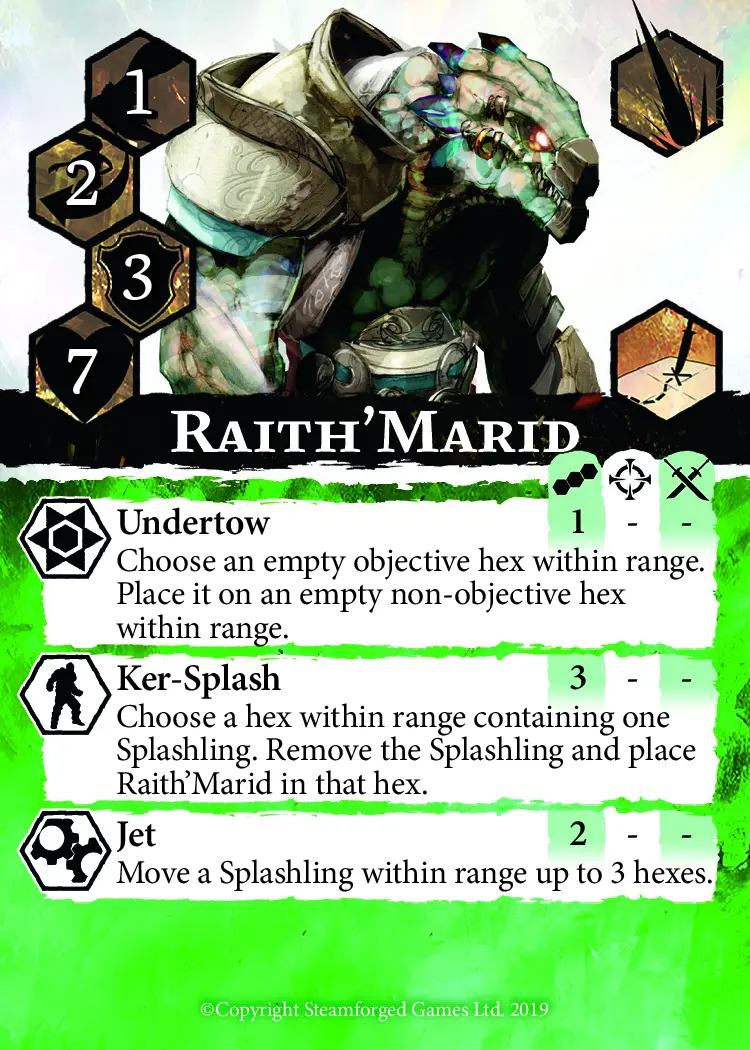 1
2
3
7
RAITH'MARID
Undertow 1 - -
Choose an empty objective hex within range.
Place it on an empty non-objective hex
within range.
Ker-Splash 3 - -
Choose a hex within range containing one
Splashling. Remove the Splashling and place
Raith'Marid in that hex.
Jet 2 - -
Move a Splashling within range up to 3 hexes.
©Copyright Steamforged Games Ltd. 2019